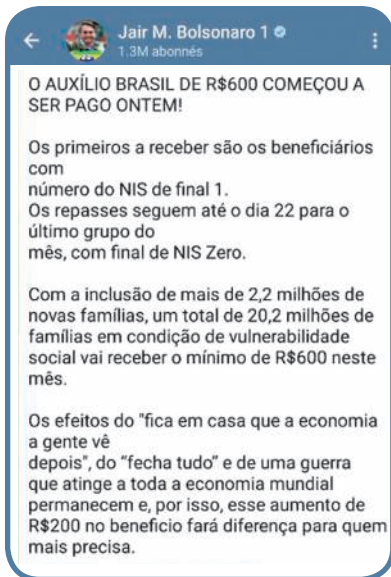 Jair M. Bolsonaro 1
1.3M abonnés
O AUXÍLIO BRASIL DE R$600 COMEÇOU A
SER PAGO ONTEM!
Os primeiros a receber são os beneficiários
com
número do NIS de final 1.
Os repasses seguem até o dia 22 para o
último grupo do
mês, com final de NIS Zero.
Com a inclusão de mais de 2,2 milhões de
novas famílias, um total de 20,2 milhões de
famílias em condição de vulnerabilidade
social vai receber o mínimo de R$600 neste
mês.
Os efeitos do "fica em casa que a economia
a gente vê
depois", do “fecha tudo” e de uma guerra
que atinge a toda a economia mundial
permanecem e, por isso, esse aumento de
R$200 no beneficio fará diferença para quem
mais precisa.